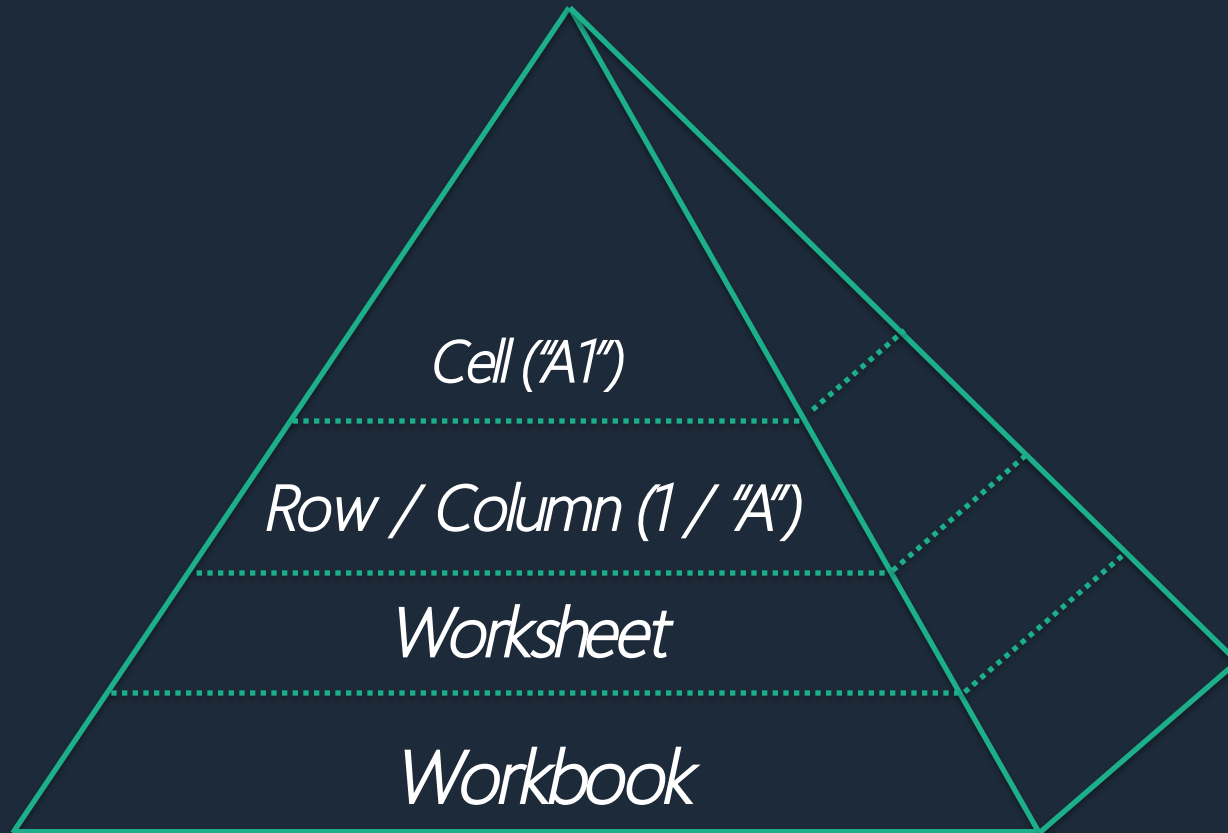 Cell (“A1”)
Row / Column (1 / “A”)
Worksheet
Workbook